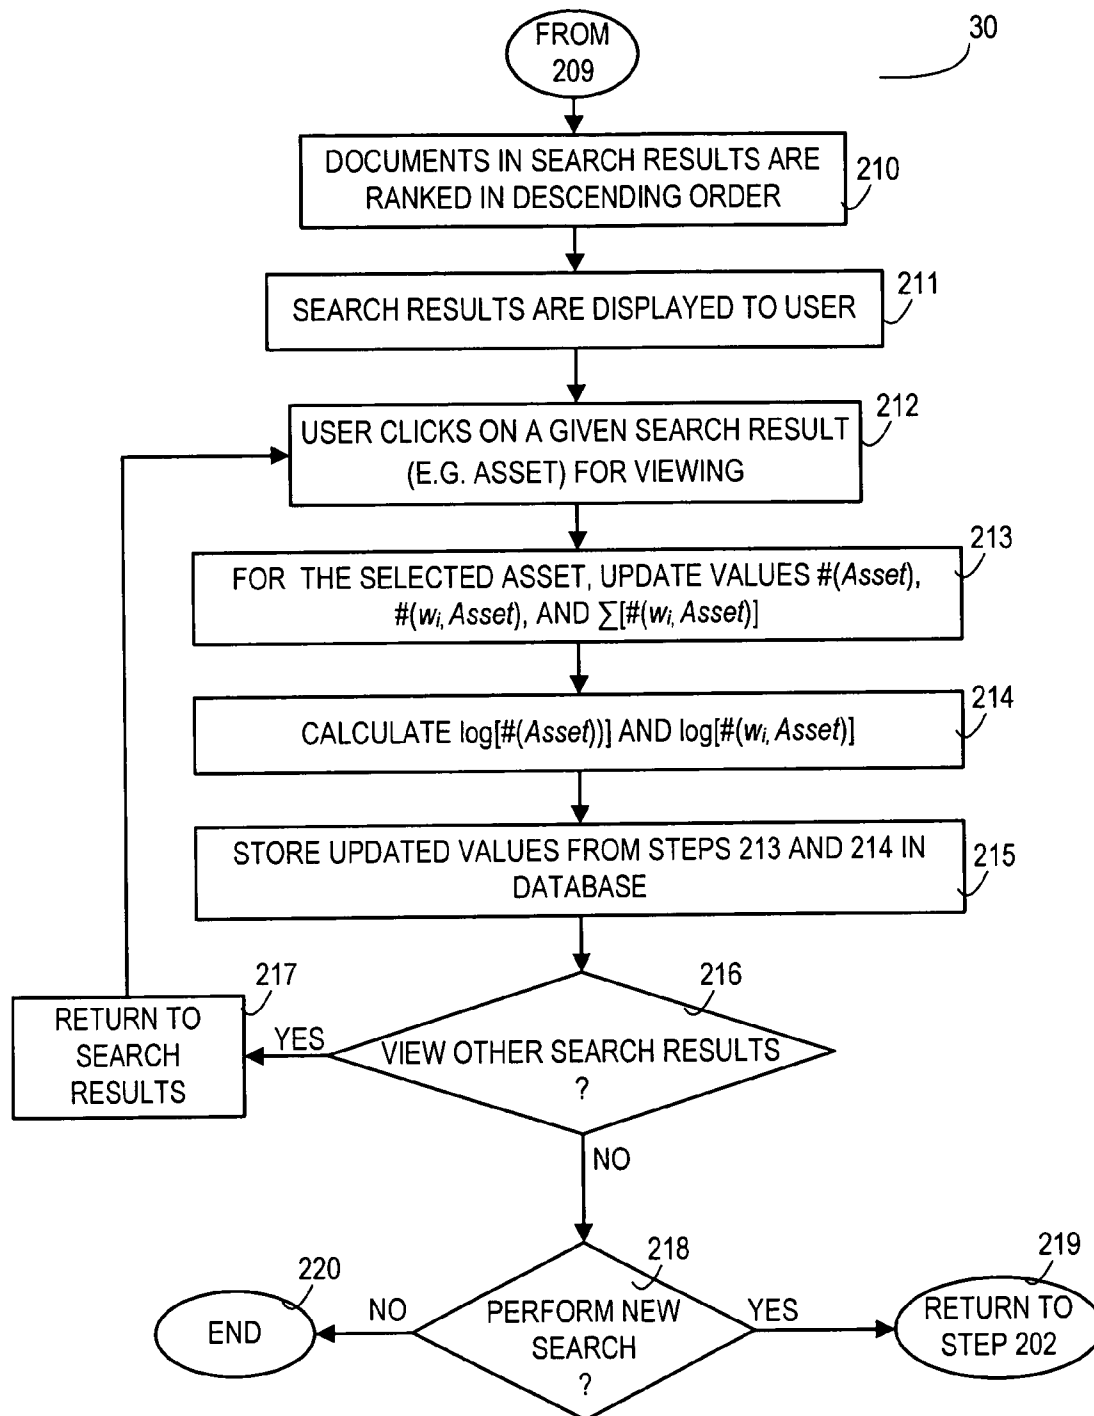 FROM
209
30
DOCUMENTS IN SEARCH RESULTS ARE
RANKED IN DESCENDING ORDER
210
SEARCH RESULTS ARE DISPLAYED TO USER
211
USER CLICKS ON A GIVEN SEARCH RESULT
(E.G. ASSET) FOR VIEWING
212
FOR THE SELECTED ASSET, UPDATE VALUES #(Asset),
#(wi, Asset), AND ∑[#(wi, Asset)]
213
CALCULATE log[#(Asset))] AND log[#(wi, Asset)]
214
STORE UPDATED VALUES FROM STEPS 213 AND 214 IN
DATABASE
215
VIEW OTHER SEARCH RESULTS
?
216
YES
RETURN TO
SEARCH
RESULTS
217
NO
PERFORM NEW
SEARCH
?
218
NO
END
220
YES
RETURN TO
STEP 202
219